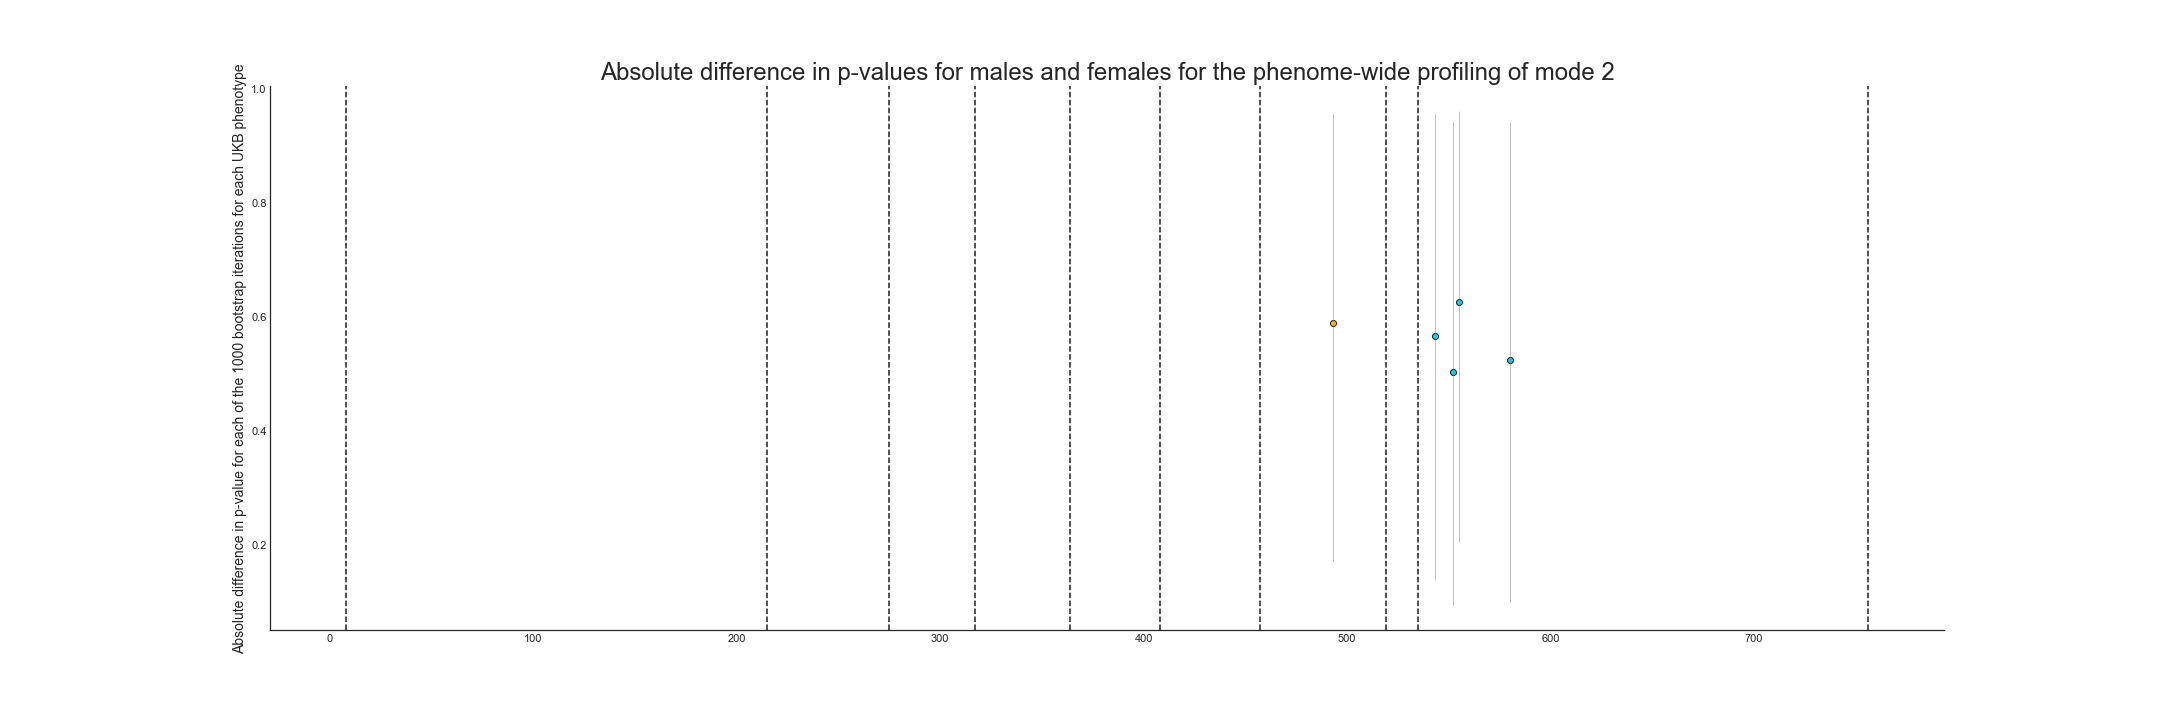 Absolute difference in p-values for males and females for the phenome-wide profiling of mode 2
Absolute difference in p-value for each of the 1000 bootstrap iterations for each UKB phenotype
1.0
0.8
0.6
0.4
0.2
0 100 200 300 400 500 600 700